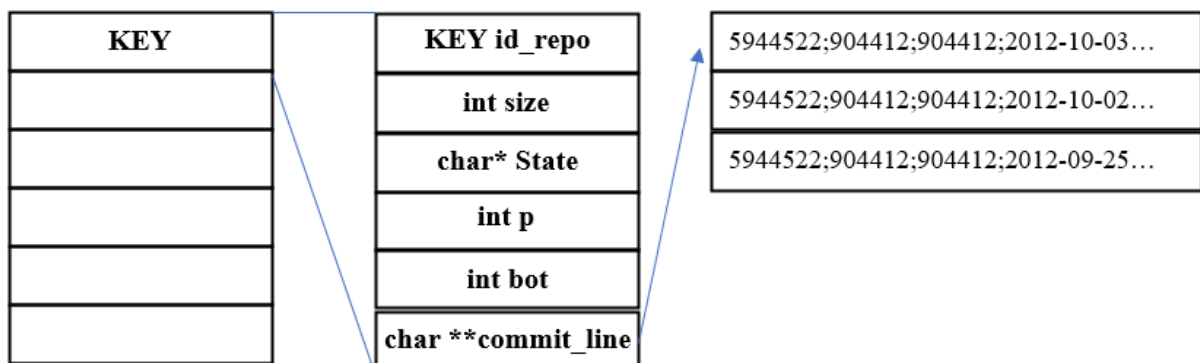 KEY
KEY id_repo
int size
char* State
int p
int bot
char **commit_line
5944522;904412;904412;2012-10-03…
5944522;904412;904412;2012-10-02…
5944522;904412;904412;2012-09-25…